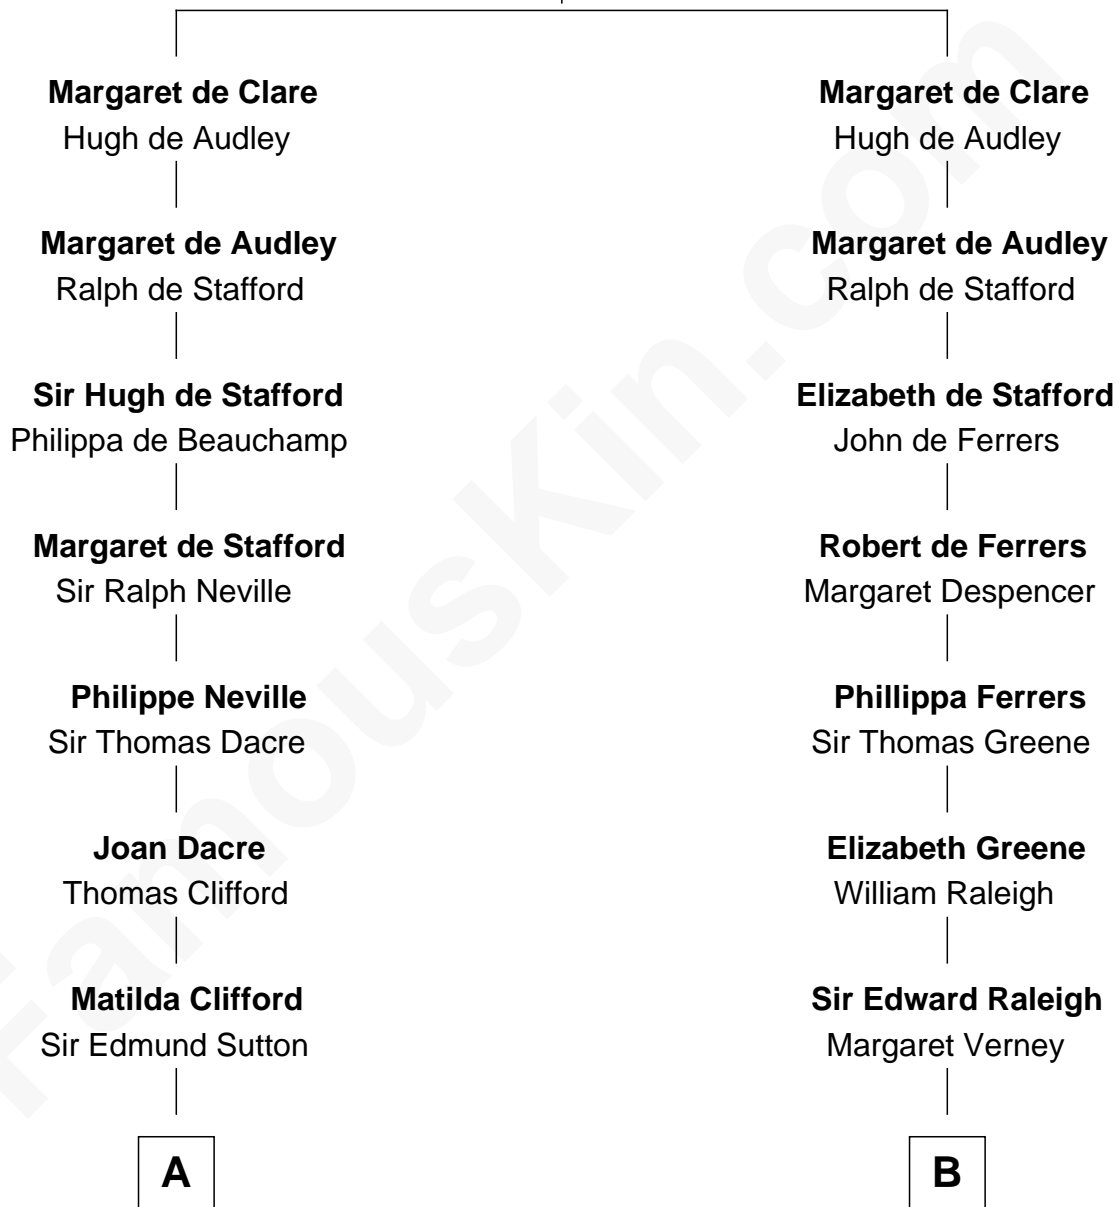 Margaret de Clare
Hugh de Audley
Margaret de Audley
Ralph de Stafford
Sir Hugh de Stafford
Philippa de Beauchamp
Margaret de Stafford
Sir Ralph Neville
Philippe Neville
Sir Thomas Dacre
Joan Dacre
Thomas Clifford
Matilda Clifford
Sir Edmund Sutton
A
Margaret de Clare
Hugh de Audley
Margaret de Audley
Ralph de Stafford
Elizabeth de Stafford
John de Ferrers
Robert de Ferrers
Margaret Despencer
Phillippa Ferrers
Sir Thomas Greene
Elizabeth Greene
William Raleigh
Sir Edward Raleigh
Margaret Verney
B
FamousKin.com